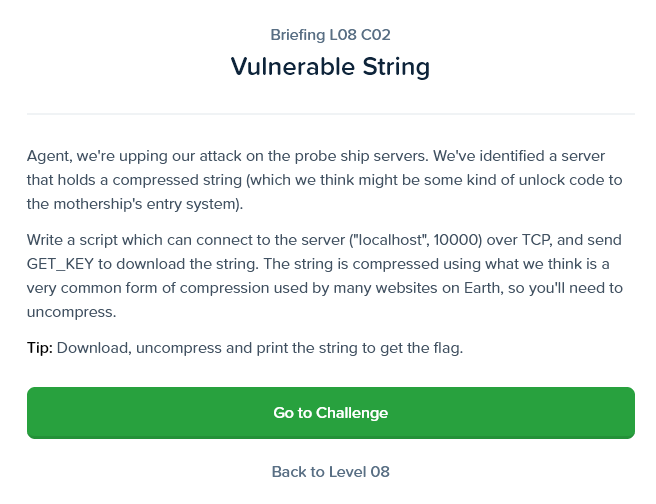 Briefing L08 C02
Vulnerable String
Agent, we're upping our attack on the probe ship servers. We've identified a server
that holds a compressed string (which we think might be some kind of unlock code to
the mothership's entry system).
Write a script which can connect to the server ("localhost", 10000) over TCP, and send
GET_KEY to download the string. The string is compressed using what we think is a
very common form of compression used by many websites on Earth, so you'll need to
uncompress.
Tip: Download, uncompress and print the string to get the flag.
Go to Challenge
Back to Level 08